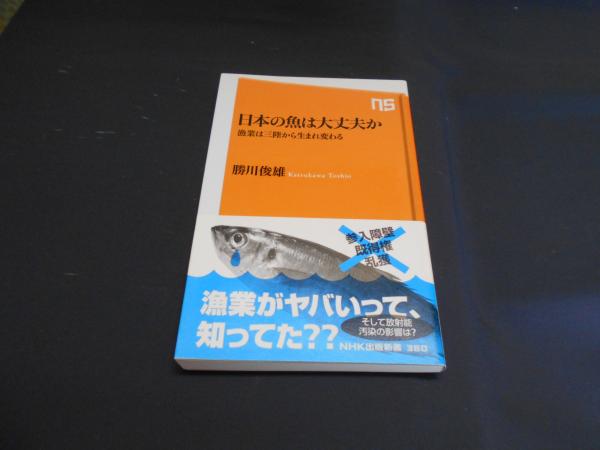 NS
日本の魚は大丈夫か
漁業は三陸から生まれ変わる
勝川俊雄 Katsukawa Toshio
参入障壁
既得権
乱獲
漁業がヤバいって、
知ってた??
そして放射能
汚染の影響は?
NHK出版新書 360